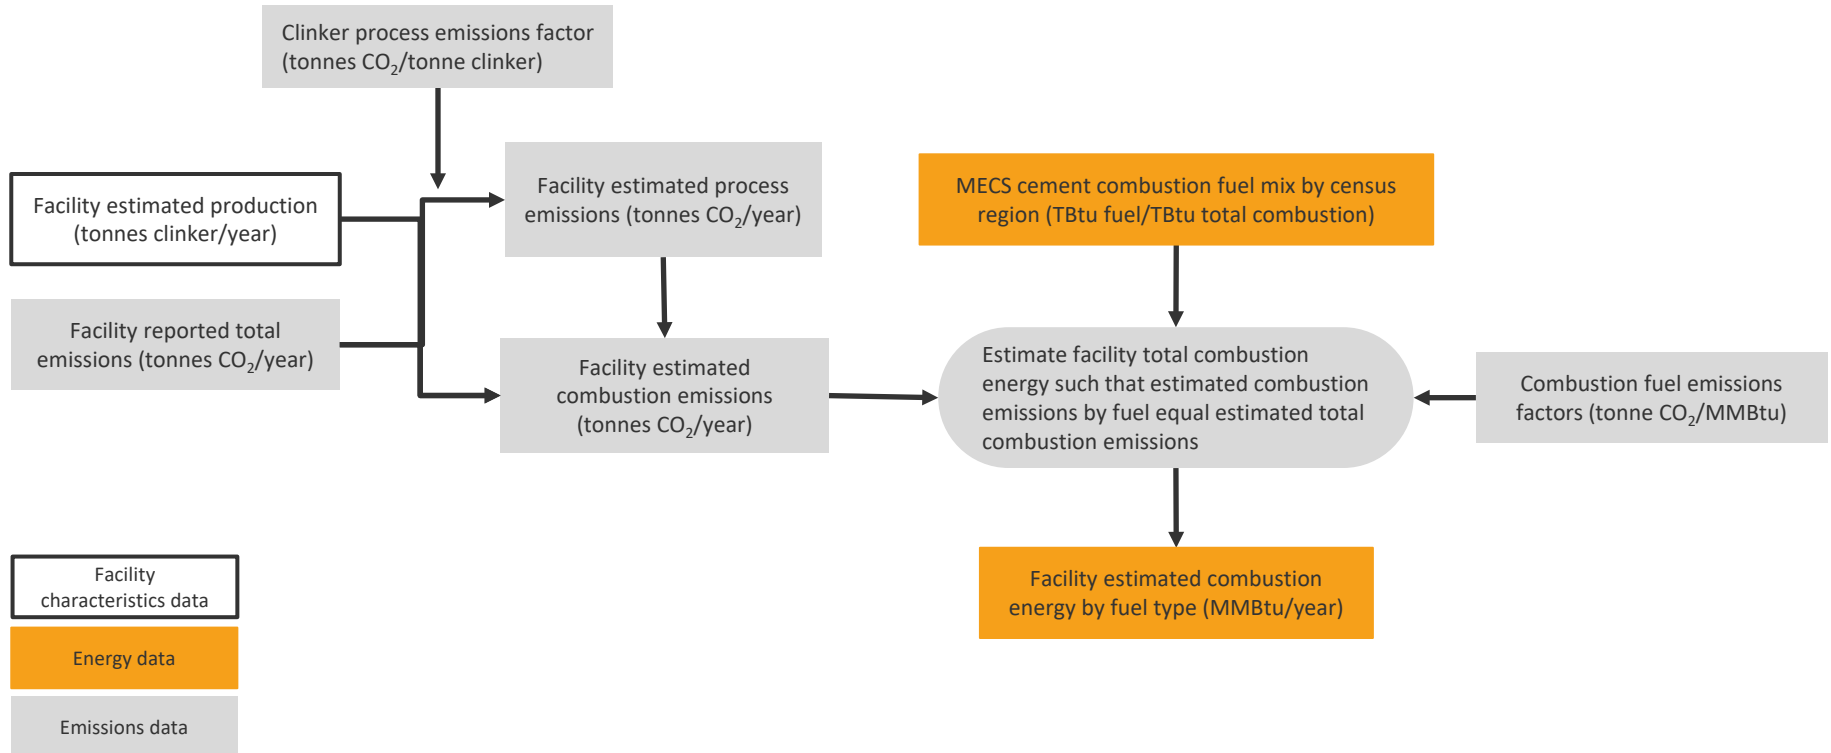 Clinker process emissions factor
(tonnes CO₂/tonne clinker)
Facility estimated production
(tonnes clinker/year)
Facility reported total
emissions (tonnes CO₂/year)
Facility estimated process
emissions (tonnes CO₂/year)
Facility estimated
combustion emissions
(tonnes CO₂/year)
MECS cement combustion fuel mix by census
region (TBtu fuel/TBtu total combustion)
Estimate facility total combustion
energy such that estimated combustion
emissions by fuel equal estimated total
combustion emissions
Combustion fuel emissions
factors (tonne CO₂/MMBtu)
Facility estimated combustion
energy by fuel type (MMBtu/year)
Facility
characteristics data
Energy data
Emissions data